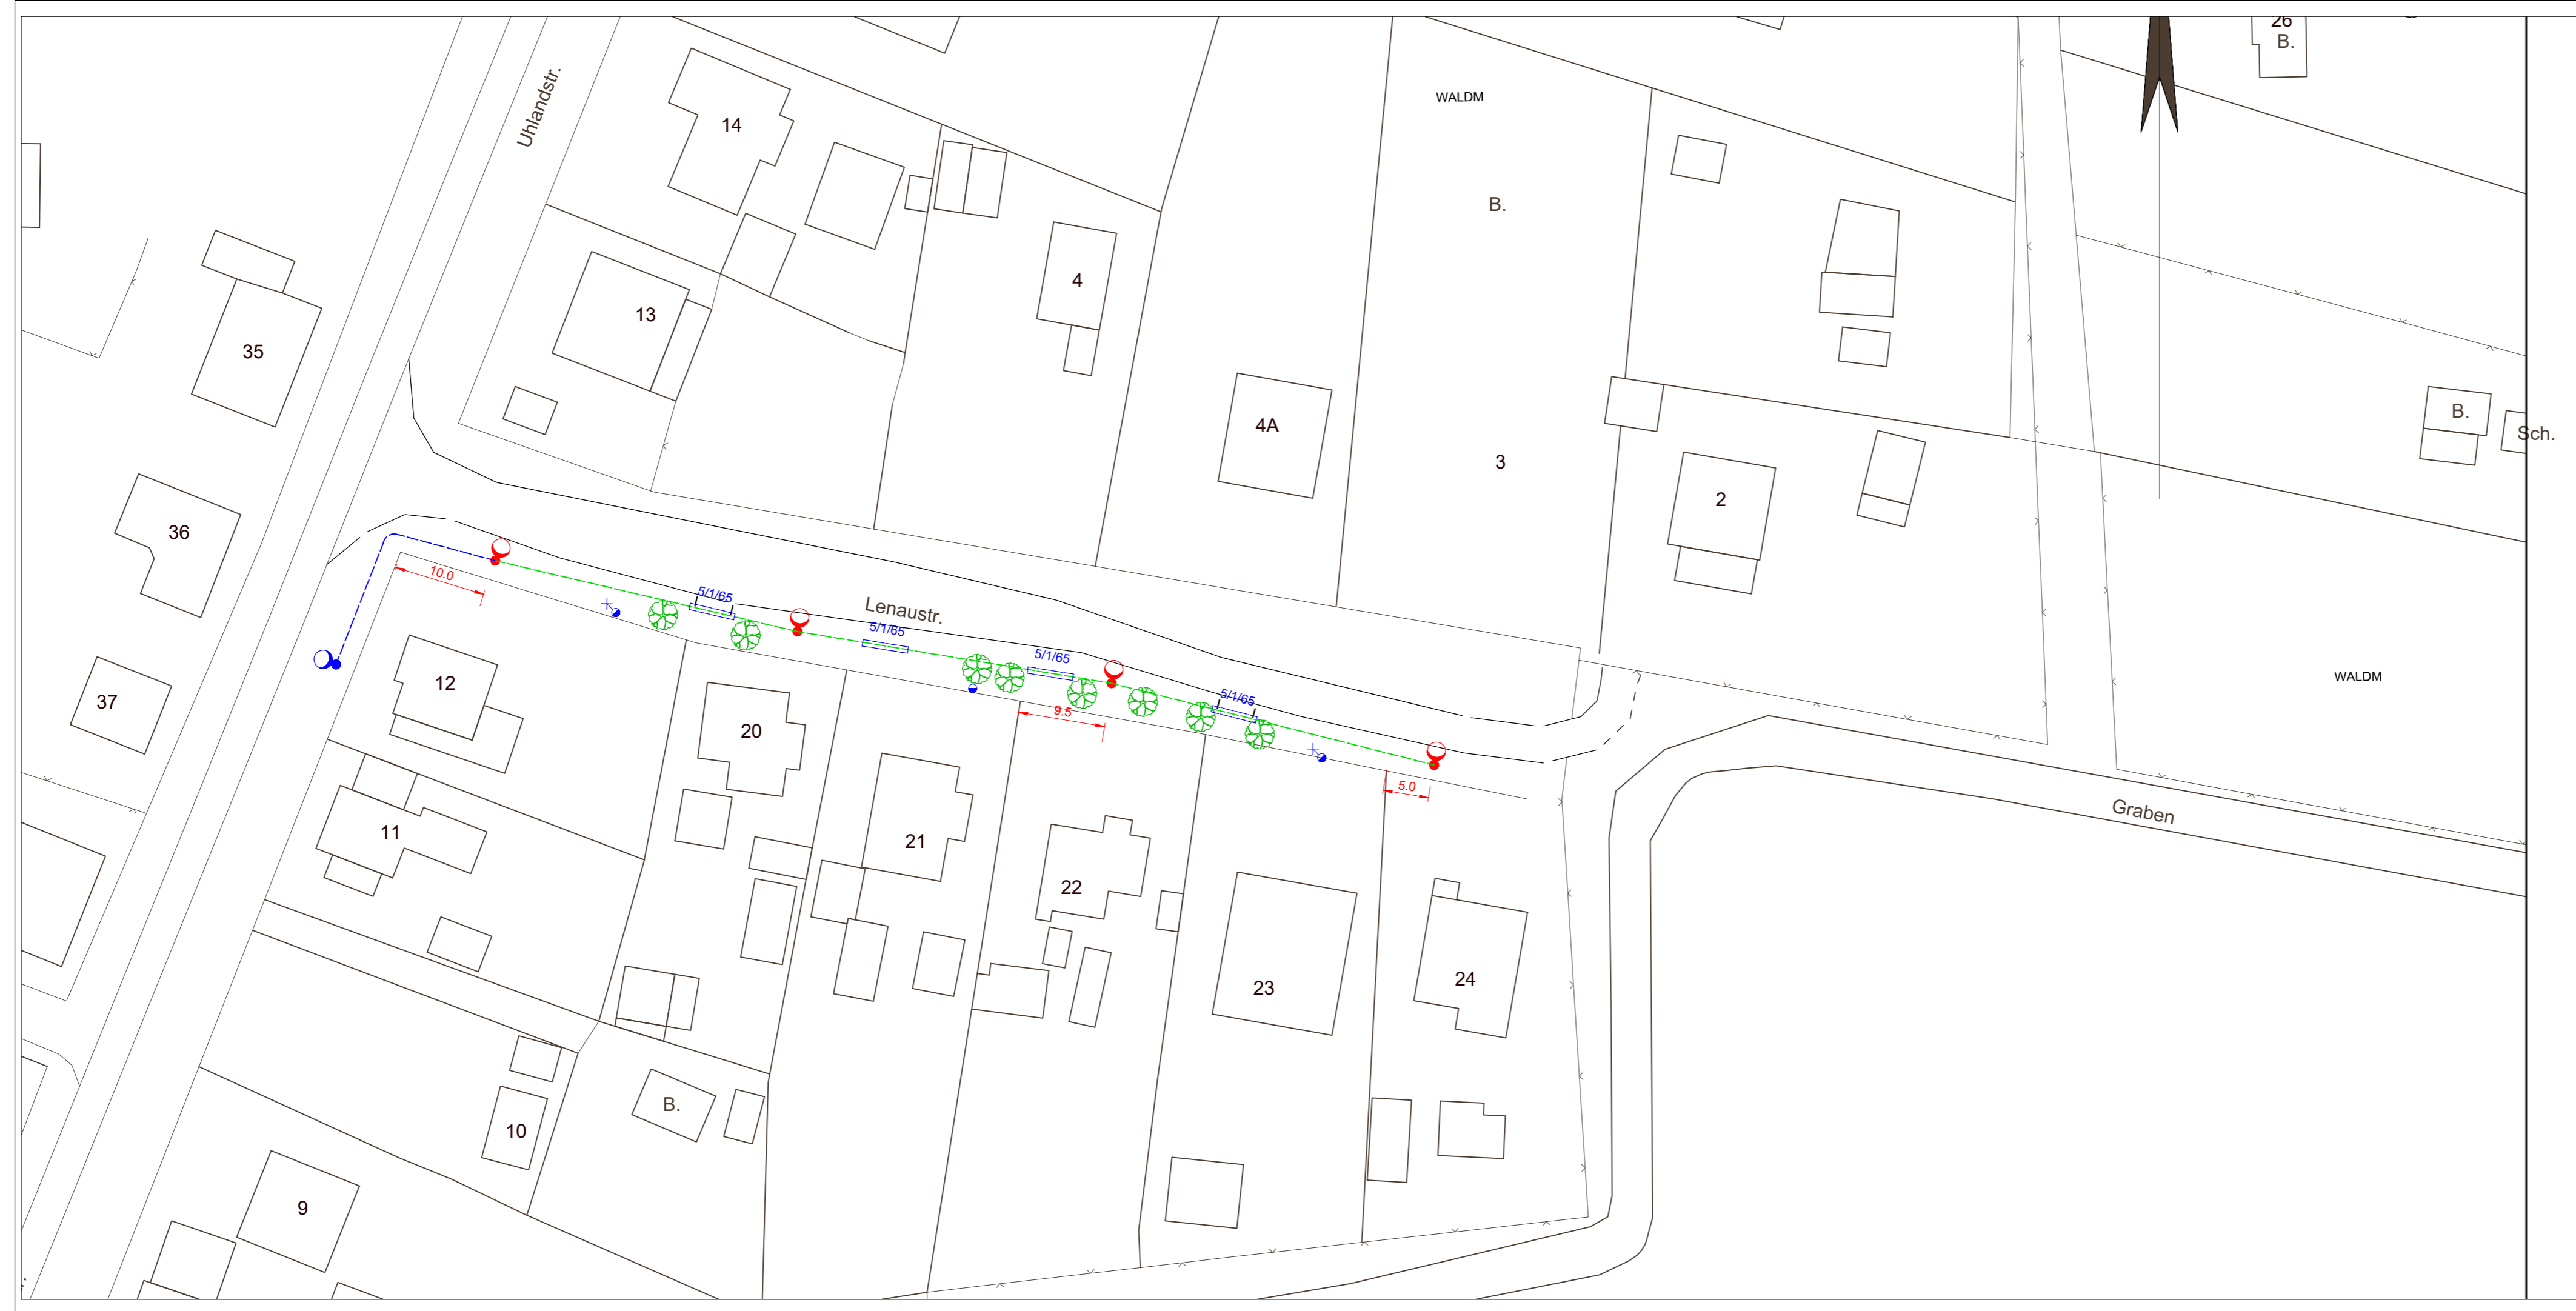 26
B.
Uhlandstr.
WALDM
14
B.
4
13
35
4A
B.
Sch.
3
2
36
10.0
5/1/65
Lenaustr.
5/1/65
5/1/65
WALDM
12
37
5/1/65
9.5
20
5.0
Graben
11
21
22
24
23
B.
10
9